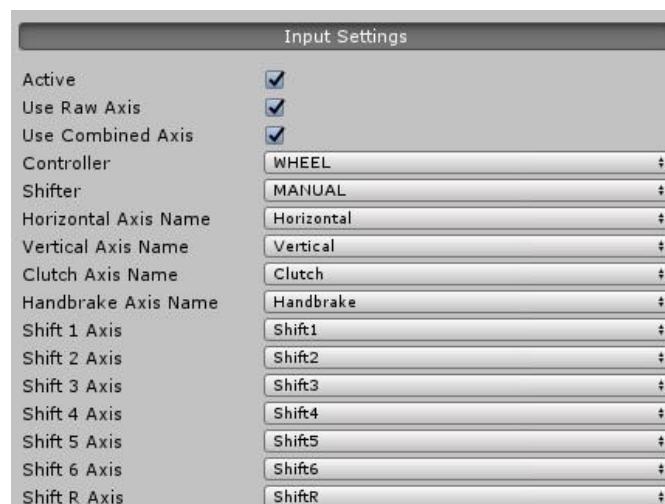 Input Settings
Active
Use Raw Axis
Use Combined Axis
Controller WHEEL
Shifter MANUAL
Horizontal Axis Name Horizontal
Vertical Axis Name Vertical
Clutch Axis Name Clutch
Handbrake Axis Name Handbrake
Shift 1 Axis Shift1
Shift 2 Axis Shift2
Shift 3 Axis Shift3
Shift 4 Axis Shift4
Shift 5 Axis Shift5
Shift 6 Axis Shift6
Shift R Axis ShiftR